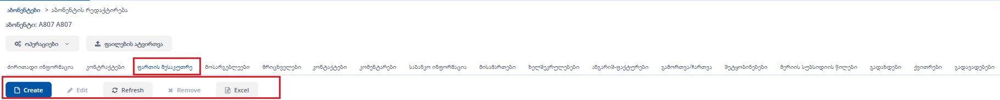 აბონენტები > აბონენტის რედაქტირება
აბონენტი: A807 A807
ოპერაციები ფაილების ატვირთვა
ძირითადი ინფორმაცია კონტრაქტები ფართის მესაკუთრე მოსარგებლეები მრიცხველები კონტაქტები კომენტარები საბანკო ინფორმაცია მისამართები ხელშეკრულებები ანგარიშ-ფაქტურები გამორთვა/ჩართვა შეტყობინებები მერიის სუბსიდიის წილები გადახდები ქვითრები გადავადებები
Create Edit Refresh Remove Excel